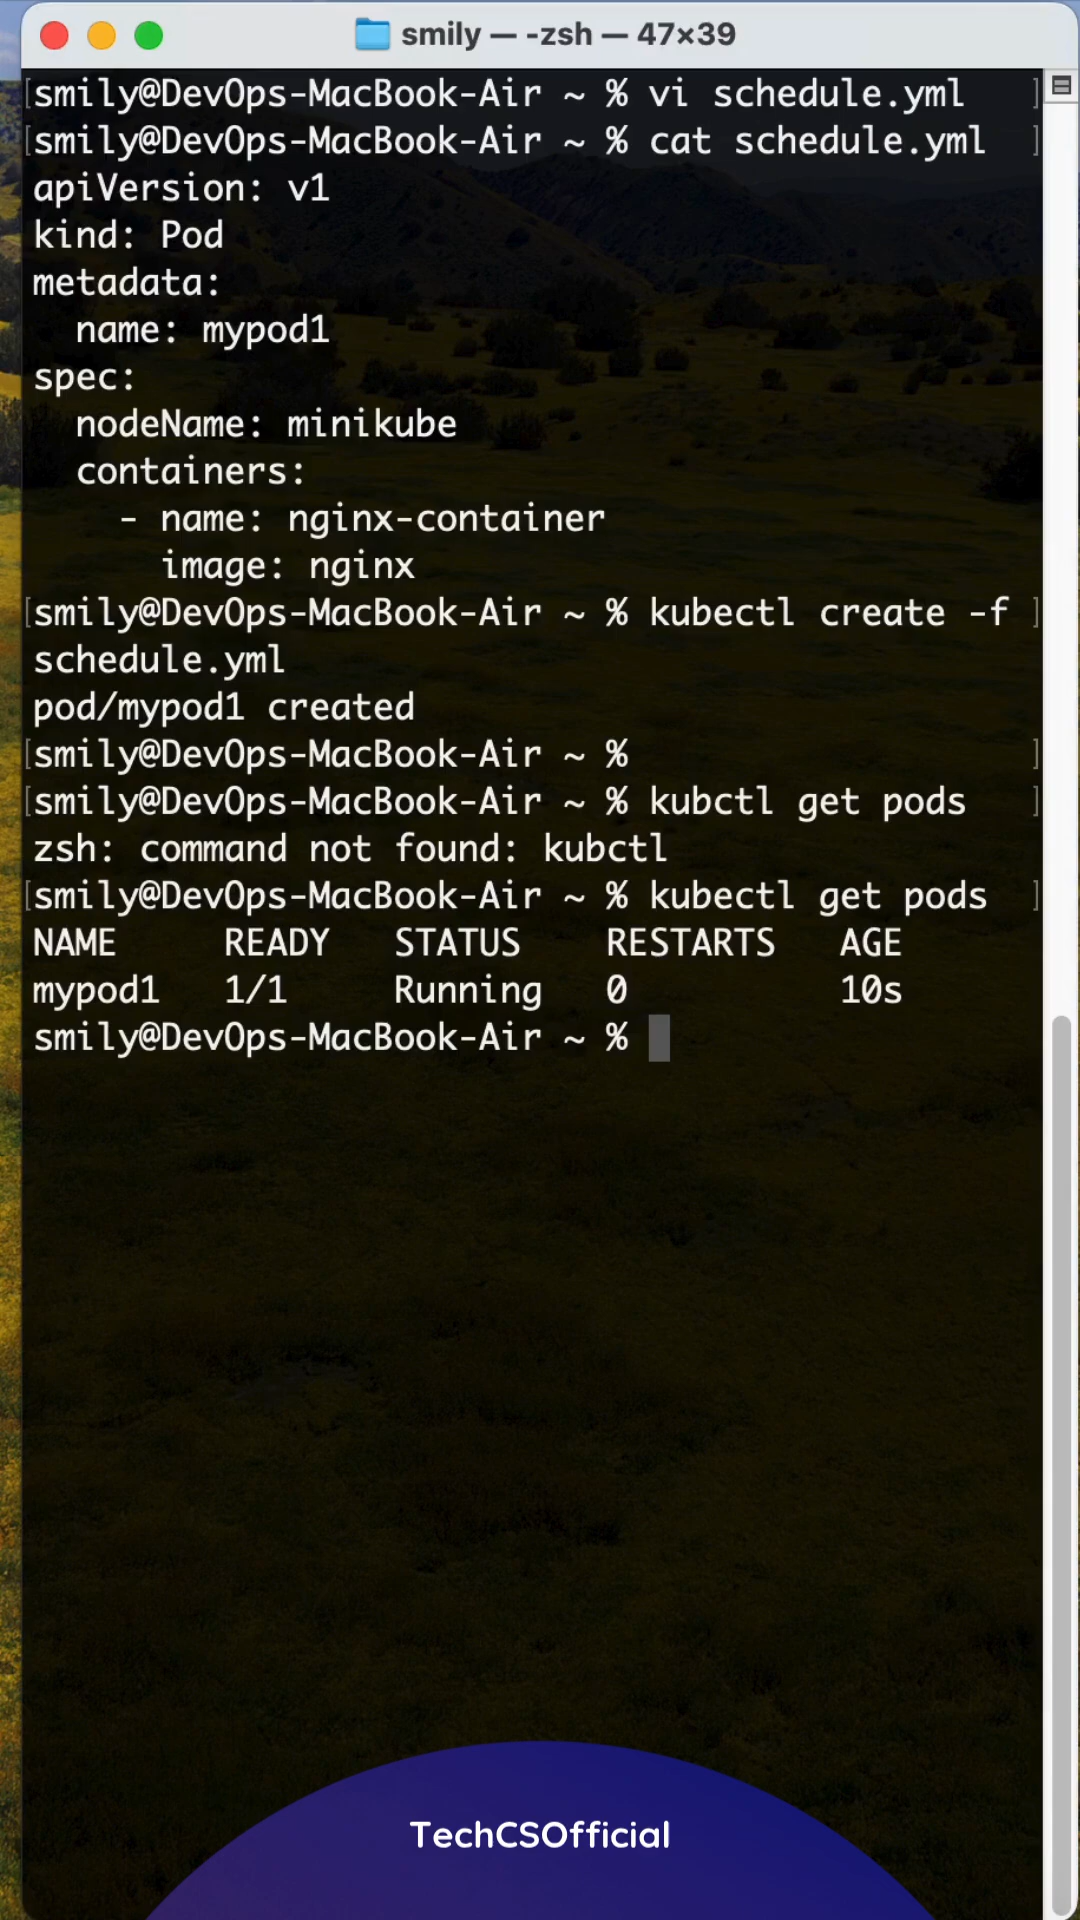 smily — -zsh — 47×39
[smily@DevOps-MacBook-Air ~ % vi schedule.yml ]
[smily@DevOps-MacBook-Air ~ % cat schedule.yml ]
apiVersion: v1
kind: Pod
metadata:
  name: mypod1
spec:
  nodeName: minikube
  containers:
    - name: nginx-container
      image: nginx
[smily@DevOps-MacBook-Air ~ % kubectl create -f ]
schedule.yml
pod/mypod1 created
[smily@DevOps-MacBook-Air ~ % ]
[smily@DevOps-MacBook-Air ~ % kubctl get pods ]
zsh: command not found: kubctl
[smily@DevOps-MacBook-Air ~ % kubectl get pods ]
NAME     READY   STATUS    RESTARTS   AGE
mypod1   1/1     Running   0          10s
smily@DevOps-MacBook-Air ~ %
TechCSOfficial